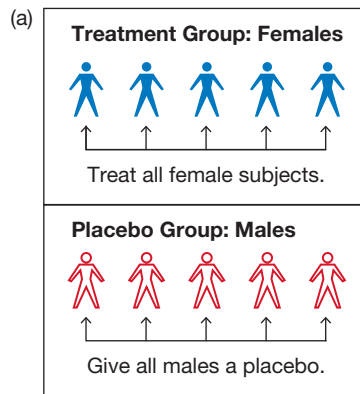 (a)
Treatment Group: Females
Treat all female subjects.
Placebo Group: Males
Give all males a placebo.